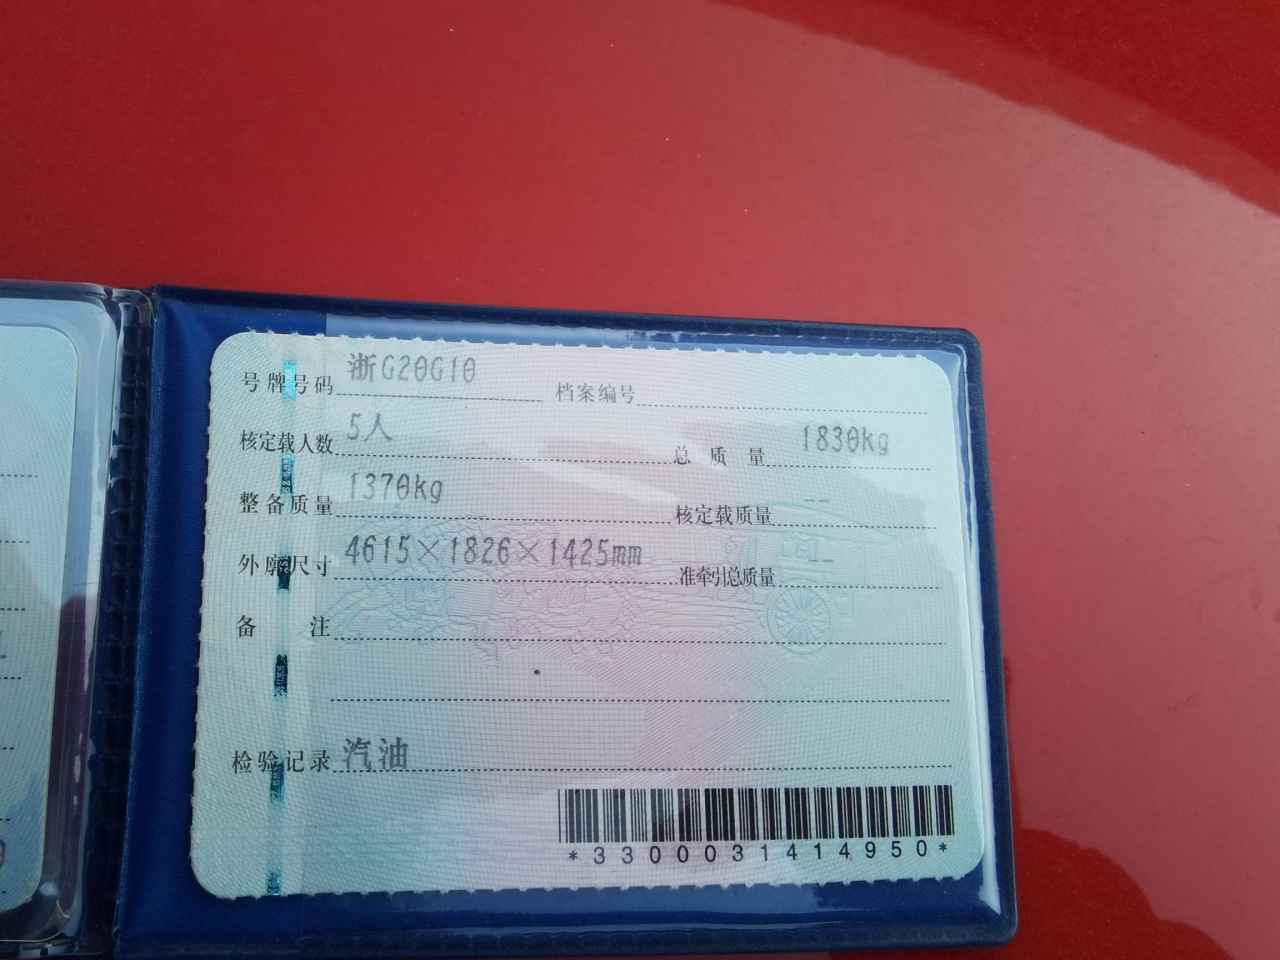 号牌号码 浙G20G10 档案编号
核定载人数 5人 总质量 1830kg
整备质量 1370kg 核定载质量 --
外廓尺寸 4615×1826×1425mm 准牵引总质量 --
备注
检验记录 汽油
*3300031414950*